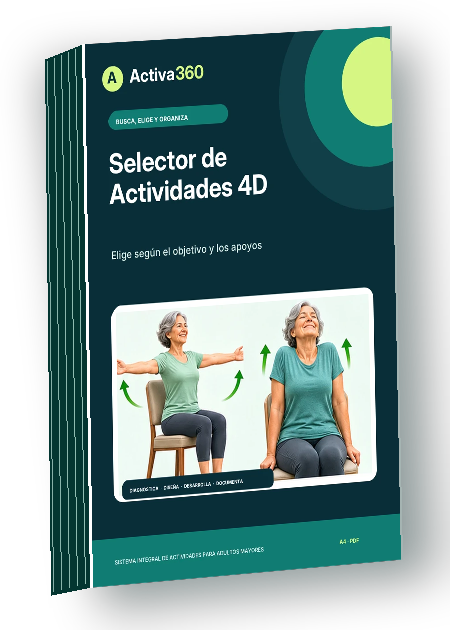 A Activa360
BUSCA, ELIGE Y ORGANIZA
Selector de
Actividades 4D
Elige según el objetivo y los apoyos
DIAGNOSTICA · DISEÑA · DESARROLLA · DOCUMENTA
SISTEMA INTEGRAL DE ACTIVIDADES PARA ADULTOS MAYORES
A4 · PDF